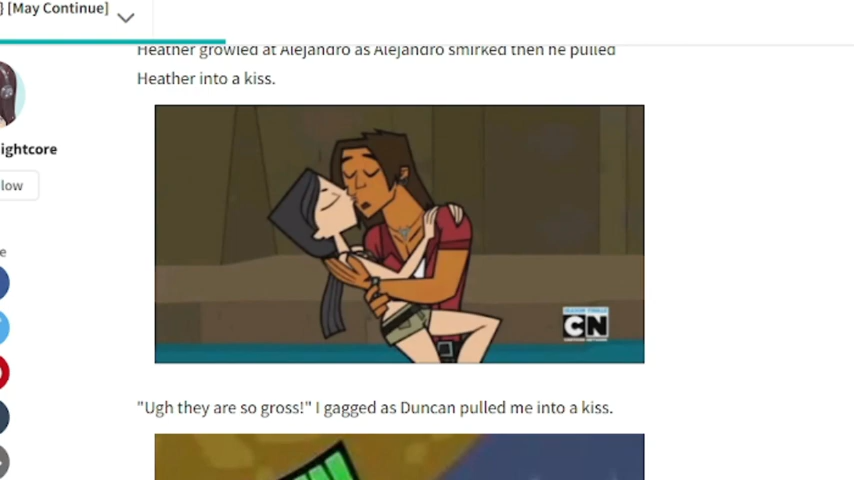 } [May Continue]
Heather growled at Alejandro as Alejandro smirked then he pulled
Heather into a kiss.
ightcore
low
e
CN
"Ugh they are so gross!" I gagged as Duncan pulled me into a kiss.